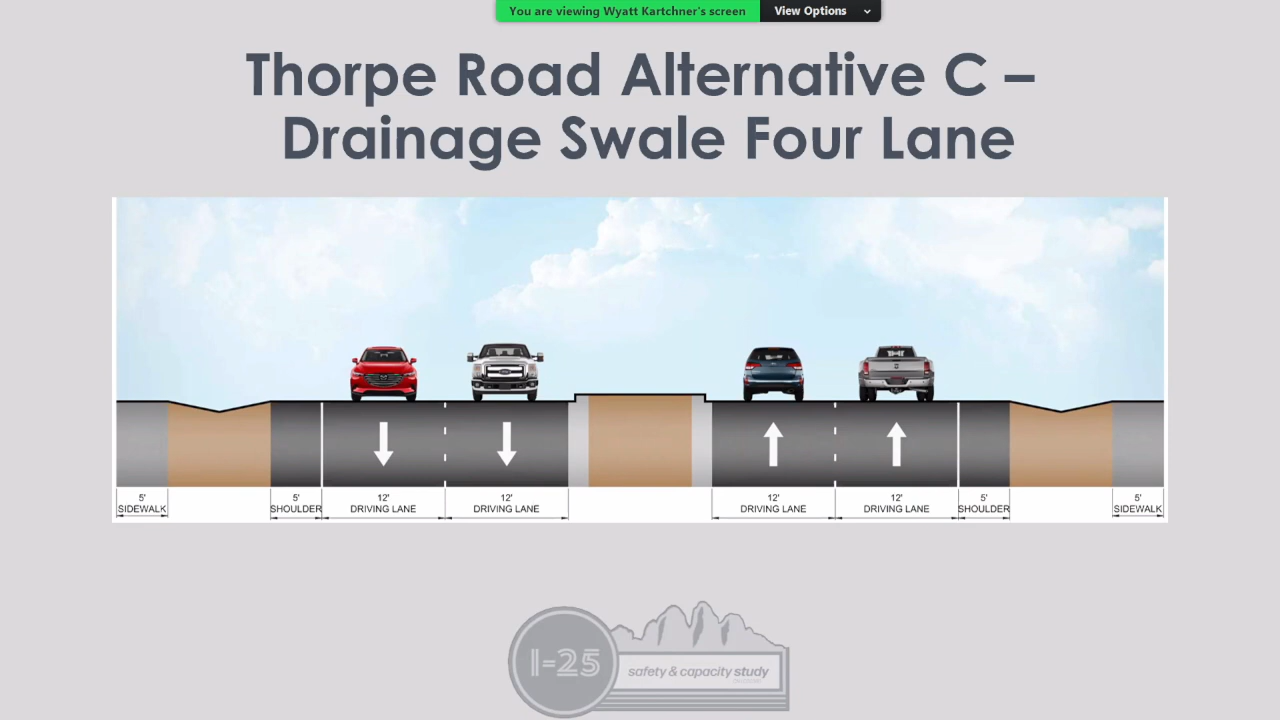 You are viewing Wyatt Kartchner's screen View Options
Thorpe Road Alternative C –
Drainage Swale Four Lane
5' 5' 12' 12' 12' 12' 5' 5'
SIDEWALK SHOULDER DRIVING LANE DRIVING LANE DRIVING LANE DRIVING LANE SHOULDER SIDEWALK
I-25
safety & capacity study